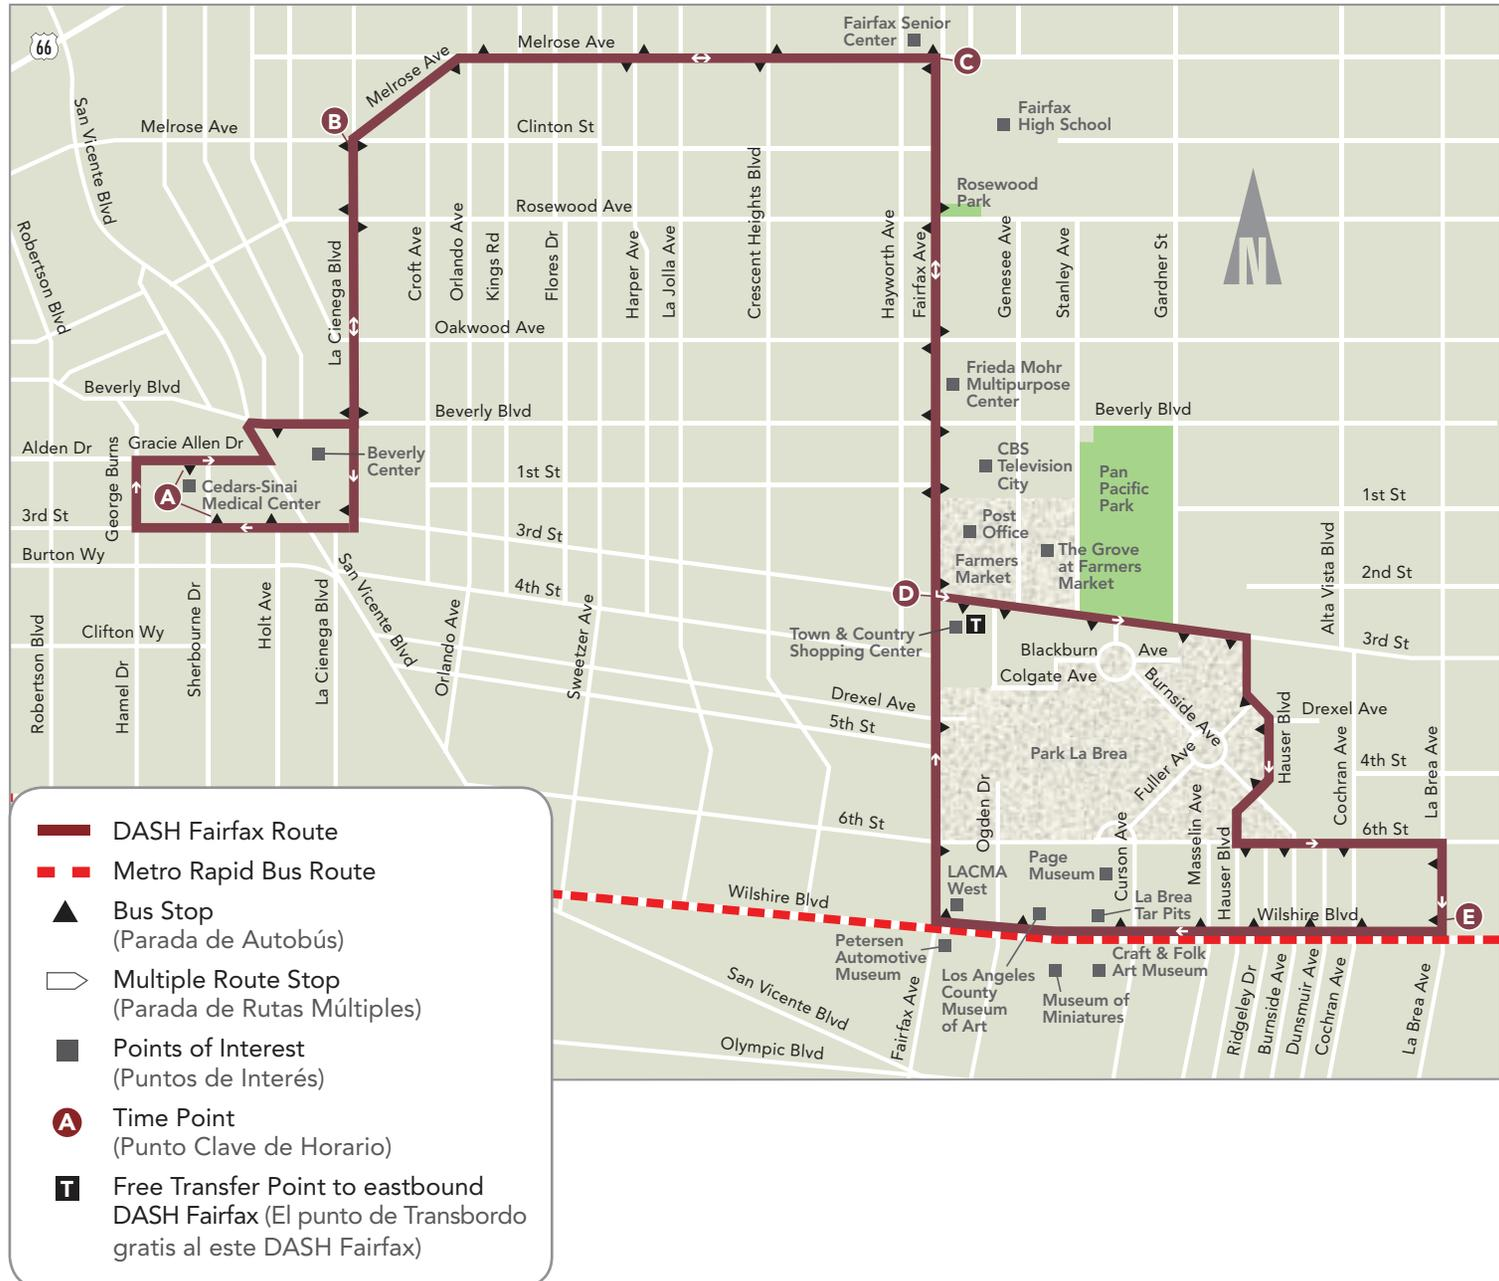 66
Fairfax Senior
Center
Melrose Ave
Melrose Ave
C
San Vicente Blvd
B
Melrose Ave
Clinton St
Fairfax
High School
Rosewood
Park
Rosewood Ave
Robertson Blvd
La Cienega Blvd
Croft Ave
Orlando Ave
Kings Rd
Flores Dr
Harper Ave
La Jolla Ave
Crescent Heights Blvd
Hayworth Ave
Fairfax Ave
Genesee Ave
Stanley Ave
Gardner St
N
Oakwood Ave
Frieda Mohr
Multipurpose
Center
Beverly Blvd
Beverly Blvd
Beverly Blvd
Alden Dr
Gracie Allen Dr
George Burns
Beverly
Center
CBS
Television
City
Pan
Pacific
Park
A
Cedars-Sinai
Medical Center
1st St
1st St
3rd St
3rd St
Post
Office
The Grove
at Farmers
Market
Farmers
Market
Burton Wy
San Vicente Blvd
4th St
2nd St
Alta Vista Blvd
D
T
Town & Country
Shopping Center
Clifton Wy
Robertson Blvd
Hamel Dr
Sherbourne Dr
Holt Ave
La Cienega Blvd
Orlando Ave
Sweetzer Ave
Blackburn
Ave
Colgate Ave
3rd St
Burnside Ave
Drexel Ave
Drexel Ave
5th St
Park La Brea
Hauser Blvd
Fuller Ave
Cochran Ave
4th St
La Brea Ave
Ogden Dr
6th St
6th St
Curson Ave
Masselin Ave
Hauser Blvd
LACMA
West
Page
Museum
La Brea
Tar Pits
Wilshire Blvd
Wilshire Blvd
E
Petersen
Automotive
Museum
Los Angeles
County
Museum
of Art
Craft & Folk
Art Museum
Museum of
Miniatures
San Vicente Blvd
Fairfax Ave
Olympic Blvd
Ridgeley Dr
Burnside Ave
Dunsmuir Ave
Cochran Ave
La Brea Ave
DASH Fairfax Route
Metro Rapid Bus Route
Bus Stop
(Parada de Autobús)
Multiple Route Stop
(Parada de Rutas Múltiples)
Points of Interest
(Puntos de Interés)
A
Time Point
(Punto Clave de Horario)
T
Free Transfer Point to eastbound
DASH Fairfax (El punto de Transbordo
gratis al este DASH Fairfax)